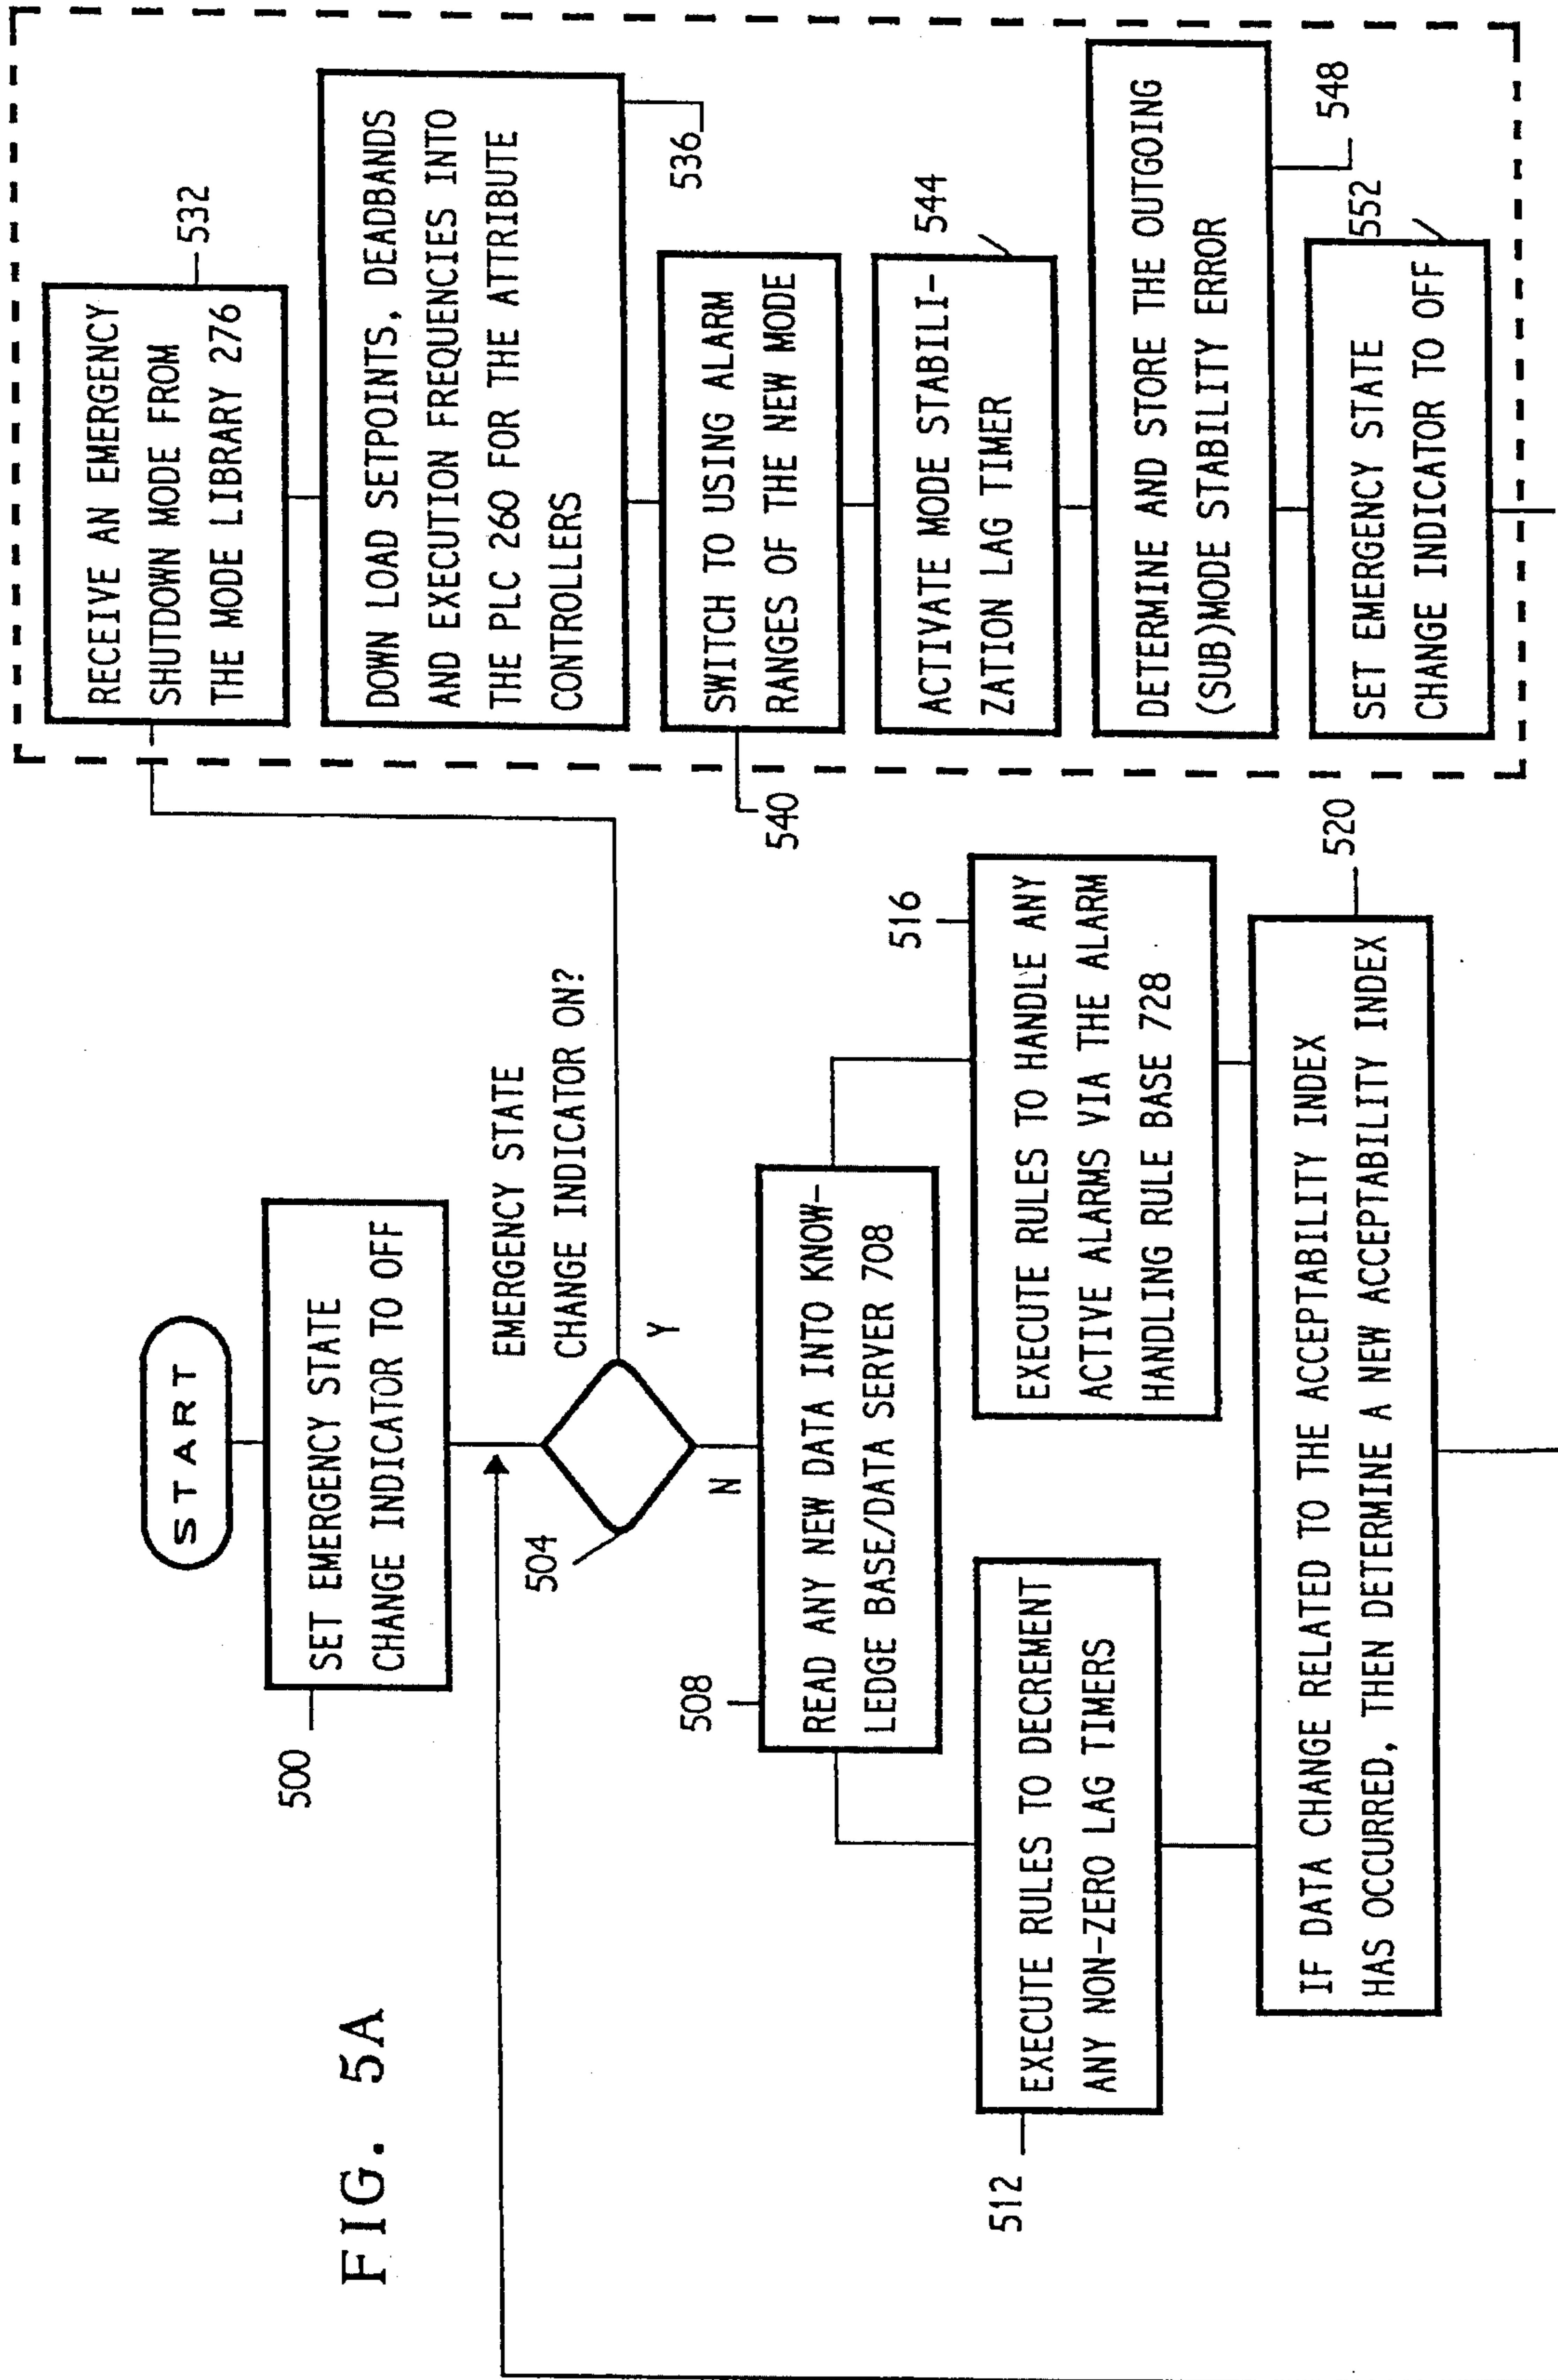 FIG. 5A
START
500
SET EMERGENCY STATE
CHANGE INDICATOR TO OFF
504
EMERGENCY STATE
CHANGE INDICATOR ON?
Y
N
508
READ ANY NEW DATA INTO KNOW-
LEDGE BASE/DATA SERVER 708
512
EXECUTE RULES TO DECREMENT
ANY NON-ZERO LAG TIMERS
516
EXECUTE RULES TO HANDLE ANY
ACTIVE ALARMS VIA THE ALARM
HANDLING RULE BASE 728
520
IF DATA CHANGE RELATED TO THE ACCEPTABILITY INDEX
HAS OCCURRED, THEN DETERMINE A NEW ACCEPTABILITY INDEX
RECEIVE AN EMERGENCY
SHUTDOWN MODE FROM
THE MODE LIBRARY 276
532
DOWN LOAD SETPOINTS, DEADBANDS
AND EXECUTION FREQUENCIES INTO
THE PLC 260 FOR THE ATTRIBUTE
CONTROLLERS
536
540
SWITCH TO USING ALARM
RANGES OF THE NEW MODE
ACTIVATE MODE STABILI-
ZATION LAG TIMER
544
DETERMINE AND STORE THE OUTGOING
(SUB)MODE STABILITY ERROR
548
SET EMERGENCY STATE
CHANGE INDICATOR TO OFF
552